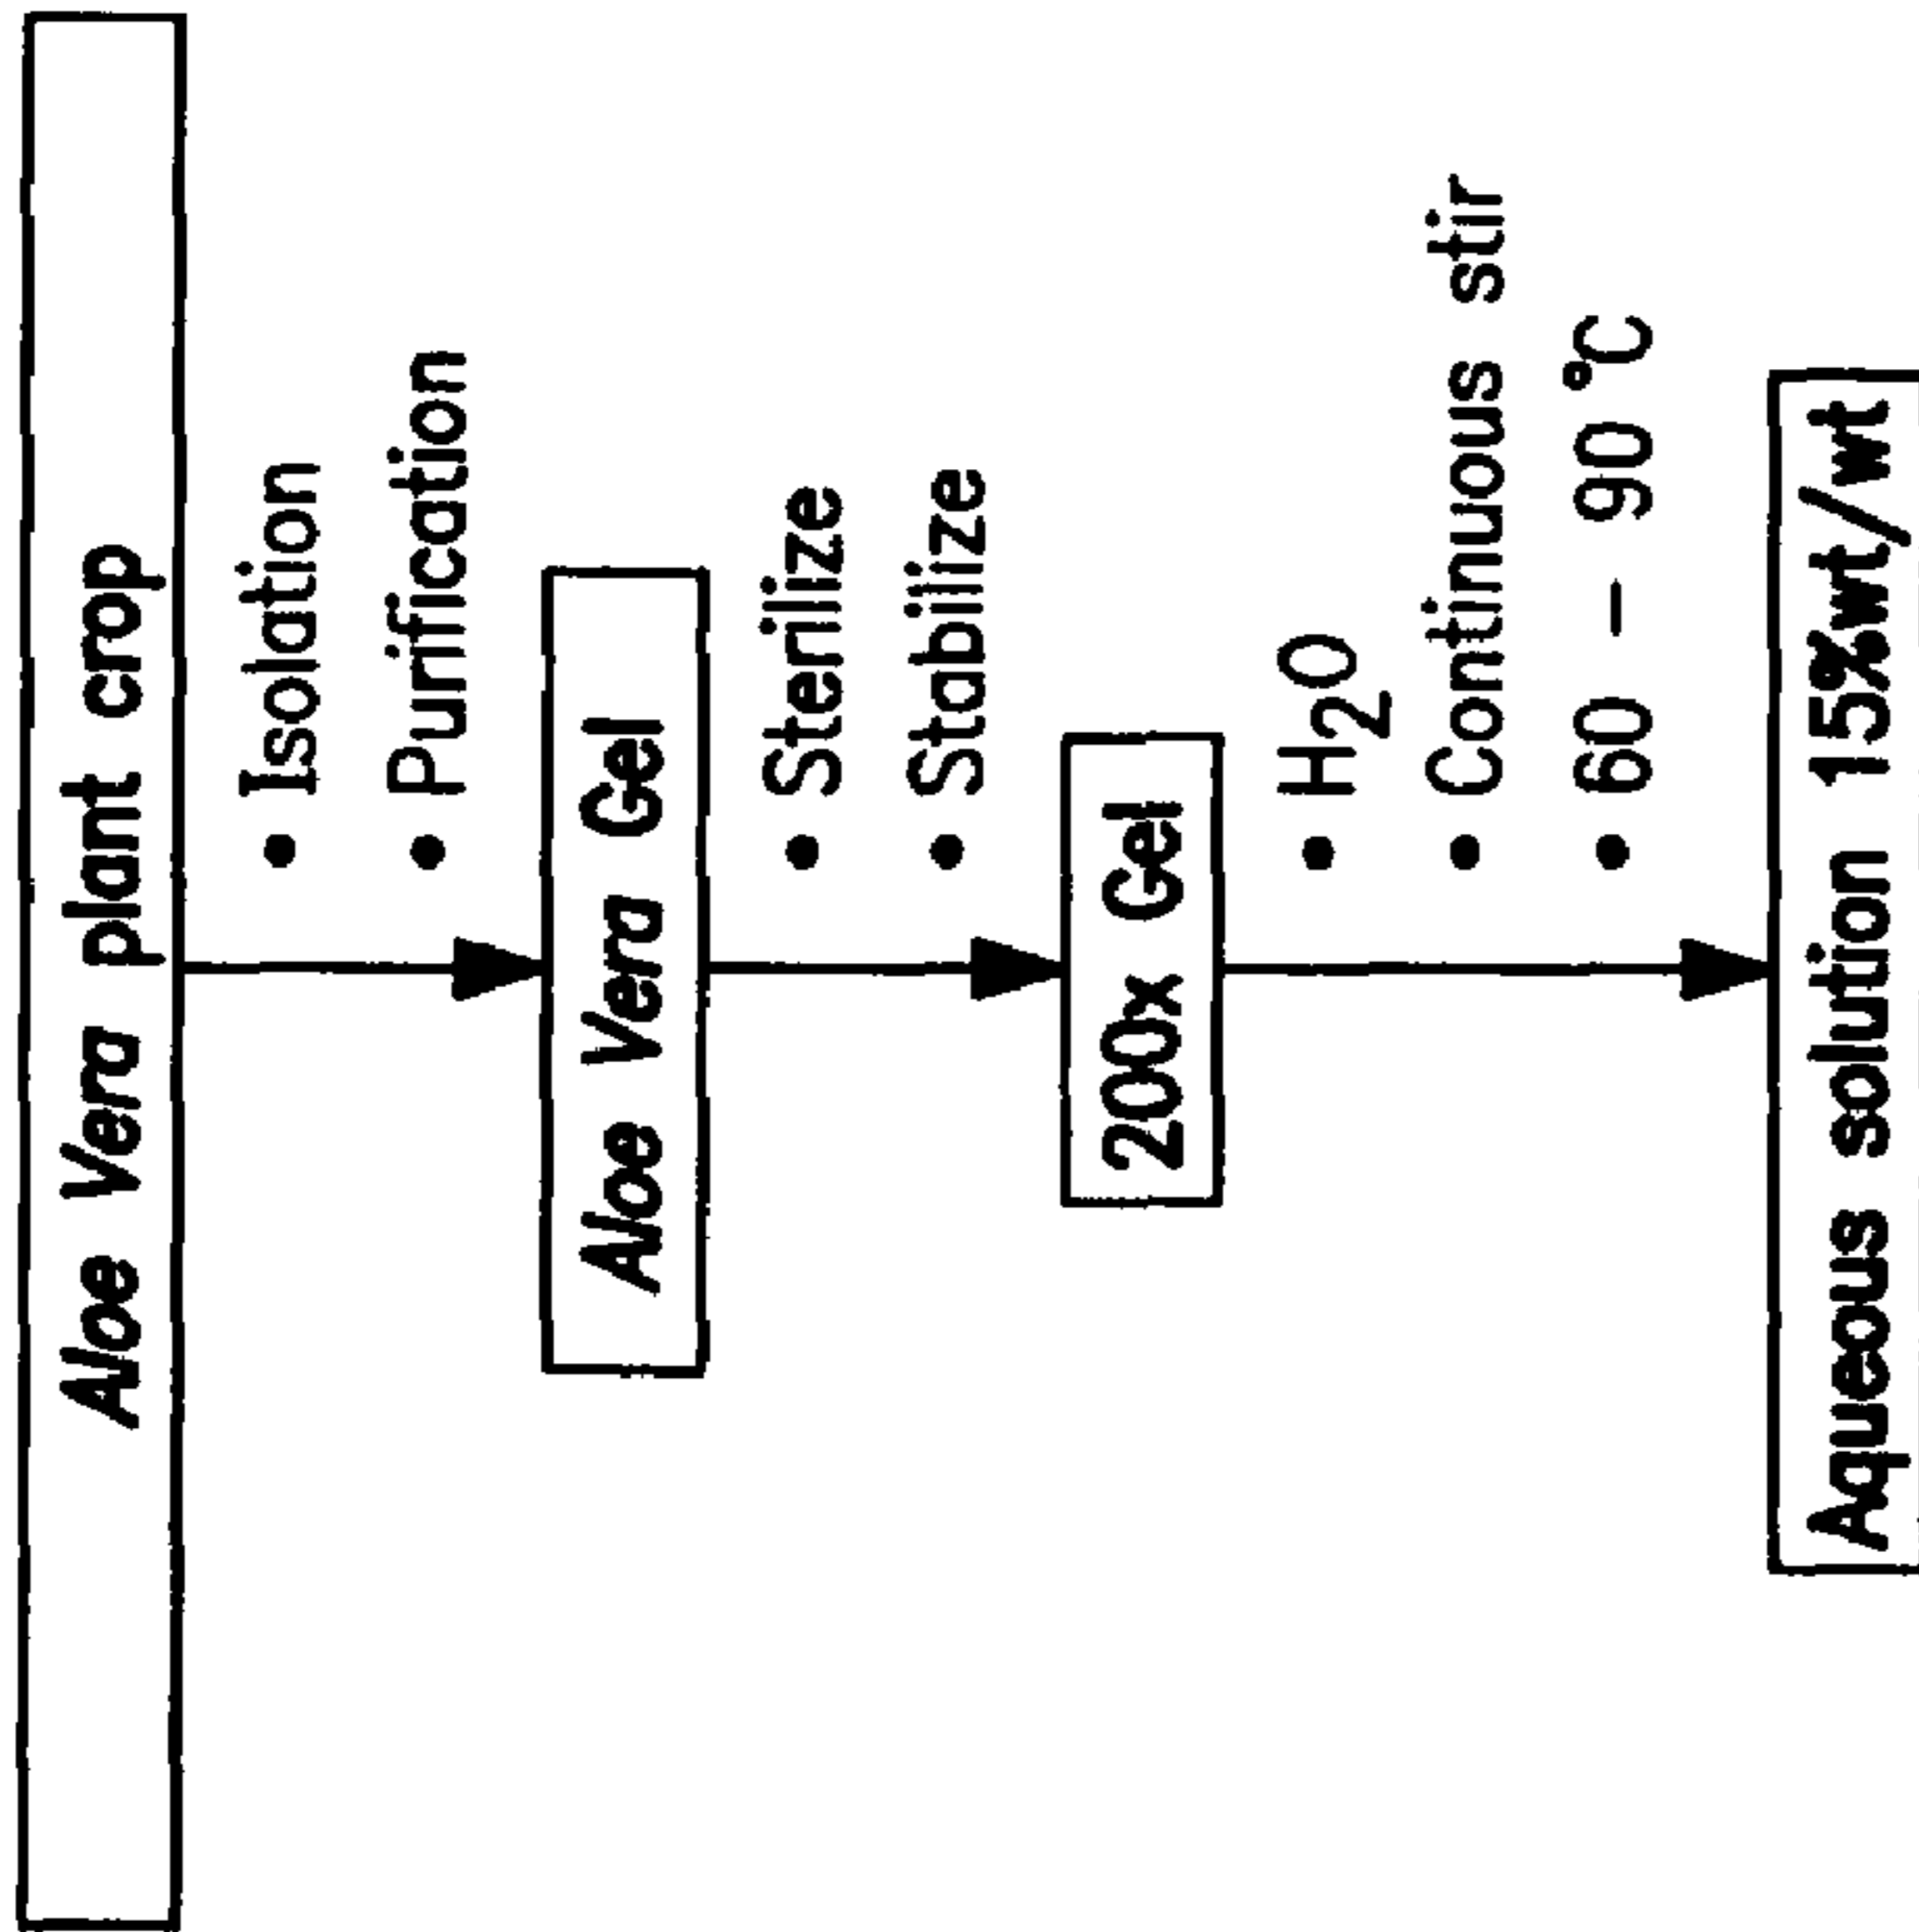 Aloe Vera plant crop
• Isolation
• Purification
Aloe Vera Gel
• Sterilize
• Stabilize
200x Gel
• H₂O
• Continuous stir
• 60 – 90 °C
Aqueous solution 15%wt/wt